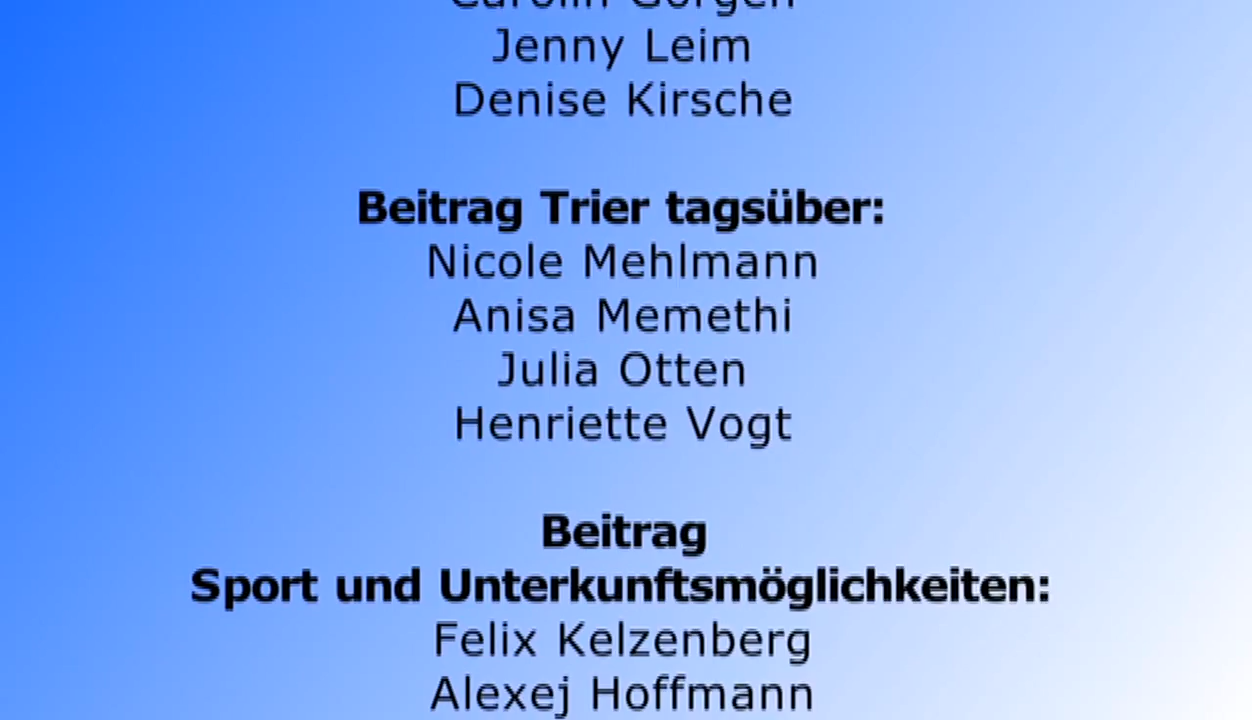 Jenny Leim
Denise Kirsche
Beitrag Trier tagsüber:
Nicole Mehlmann
Anisa Memethi
Julia Otten
Henriette Vogt
Beitrag
Sport und Unterkunftsmöglichkeiten:
Felix Kelzenberg
Alexej Hoffmann